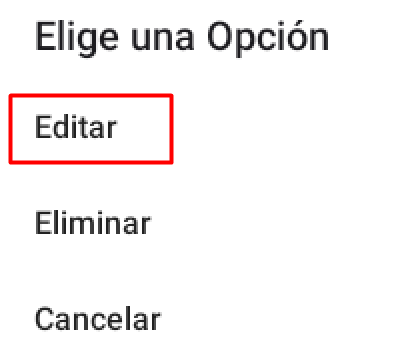 Elige una Opción
Editar
Eliminar
Cancelar